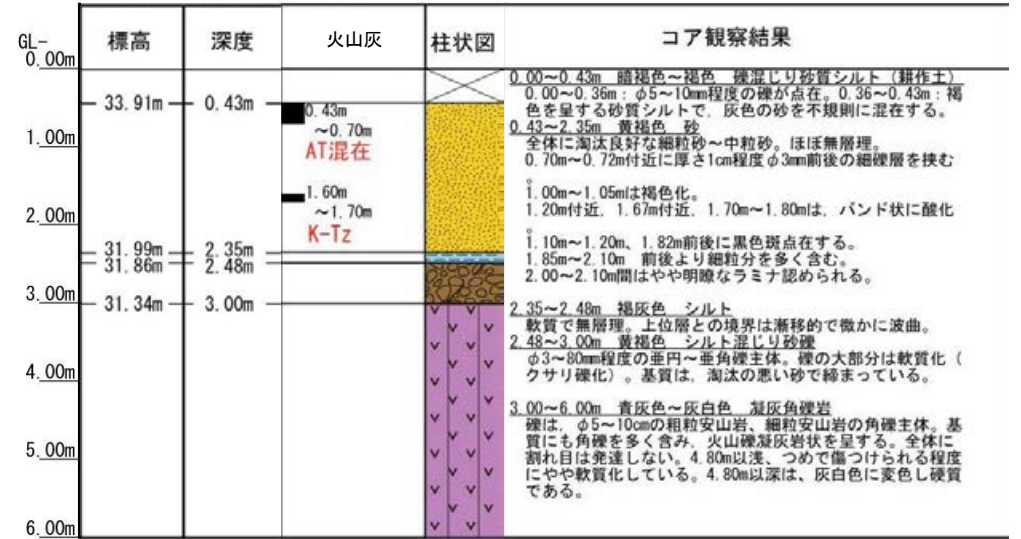 GL-
標高
深度
火山灰
柱状図
コア観察結果
0.00m
33.91m
0.43m
1.00m
2.00m
31.99m
2.35m
31.86m
2.48m
3.00m
31.34m
3.00m
4.00m
5.00m
6.00m
0.43m
~0.70m
AT混在
1.60m
~1.70m
K-Tz
0.00~0.43m 暗褐色~褐色 礫混じり砂質シルト(耕作土)
0.00~0.36m:φ5~10mm程度の礫が点在。0.36~0.43m:褐
色を呈する砂質シルトで、灰色の砂を不規則に混在する。
0.43~2.35m 黄褐色 砂
全体に淘汰良好な細粒砂~中粒砂。ほぼ無層理。
0.70m~0.72m付近に厚さ1cm程度φ3mm前後の細礫層を挟む
。
1.00m~1.05mは褐色化。
1.20m付近、1.67m付近、1.70m~1.80mは、バンド状に酸化
。
1.10m~1.20m、1.82m前後に黒色斑点在する。
1.85m~2.10m 前後より細粒分を多く含む。
2.00~2.10m間はやや明瞭なラミナ認められる。
2.35~2.48m 褐灰色 シルト
軟質で無層理。上位層との境界は漸移的で微かに波曲。
2.48~3.00m 黄褐色 シルト混じり砂礫
φ3~80mm程度の亜円~亜角礫主体。礫の大部分は軟質化(
クサリ礫化)。基質は、淘汰の悪い砂で締まっている。
3.00~6.00m 青灰色~灰白色 凝灰角礫岩
礫は、φ5~10cmの粗粒安山岩、細粒安山岩の角礫主体。基
質にも角礫を多く含み、火山礫凝灰岩状を呈する。全体に
割れ目は発達しない。4.80m以浅、つめで傷つけられる程度
にやや軟質化している。4.80m以深は、灰白色に変色し硬質
である。